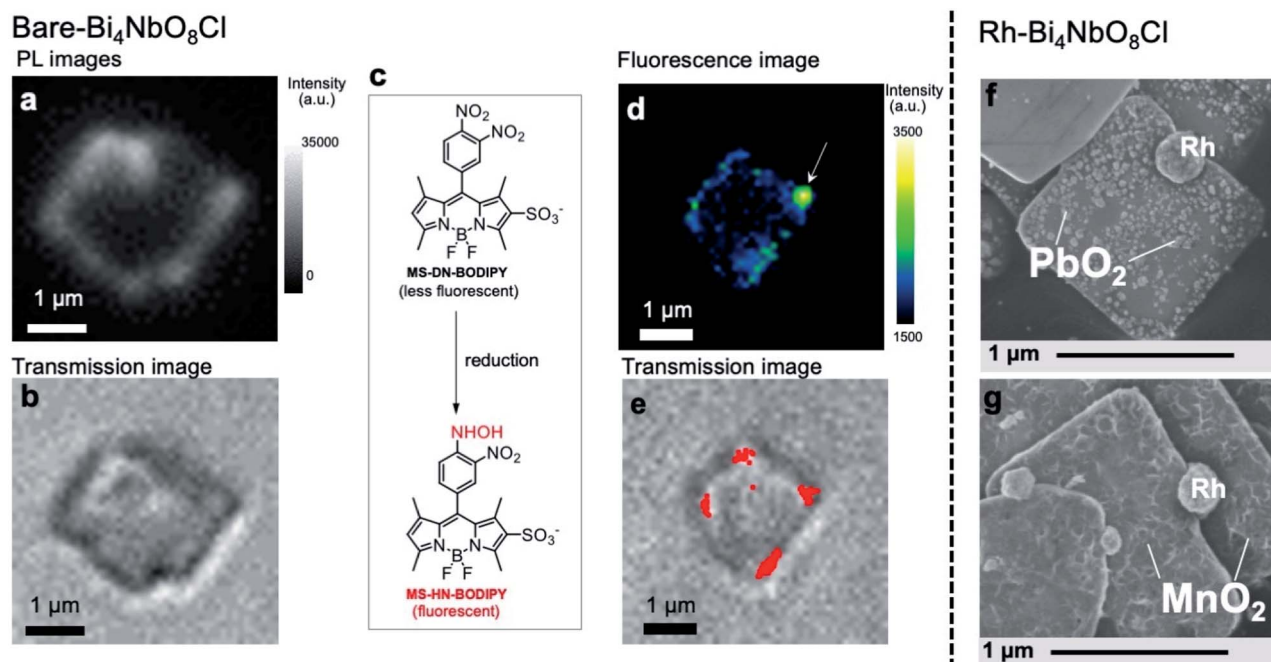 Bare-Bi₄NbO₈Cl
PL images
a
Intensity
(a.u.)
35000
0
1 µm
Transmission image
b
1 µm
c
NO₂
NO₂
SO₃⁻
N
N
B
F
F
MS-DN-BODIPY
(less fluorescent)
reduction
NHOH
NO₂
SO₃⁻
N
N
B
F
F
MS-HN-BODIPY
(fluorescent)
Fluorescence image
d
Intensity
(a.u.)
3500
1500
1 µm
Transmission image
e
1 µm
Rh-Bi₄NbO₈Cl
f
Rh
PbO₂
1 µm
g
Rh
MnO₂
1 µm